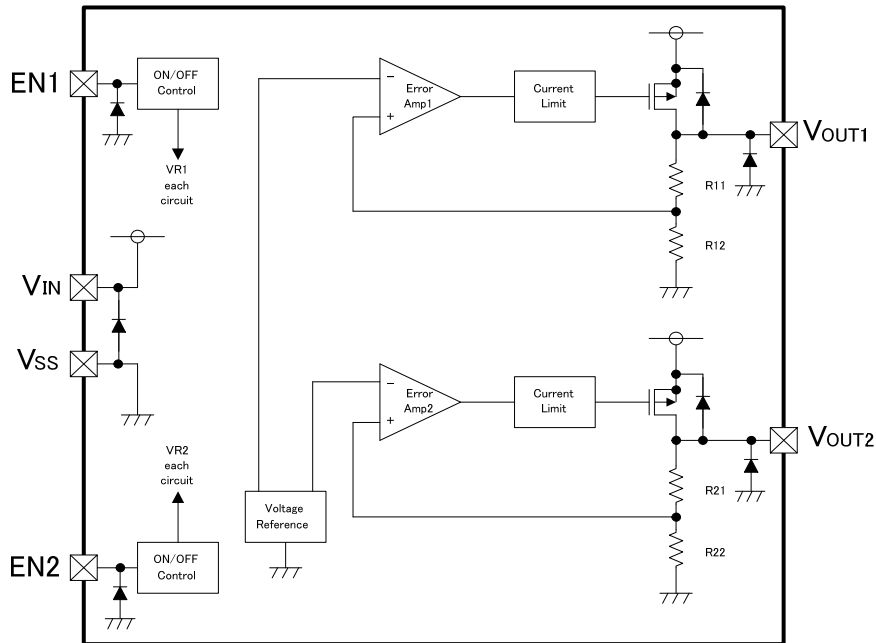 EN1
ON/OFF
Control
VR1
each
circuit
−
+
Error
Amp1
Current
Limit
VOUT1
R11
R12
VIN
VSS
−
+
Error
Amp2
Current
Limit
VOUT2
R21
R22
VR2
each
circuit
Voltage
Reference
EN2
ON/OFF
Control